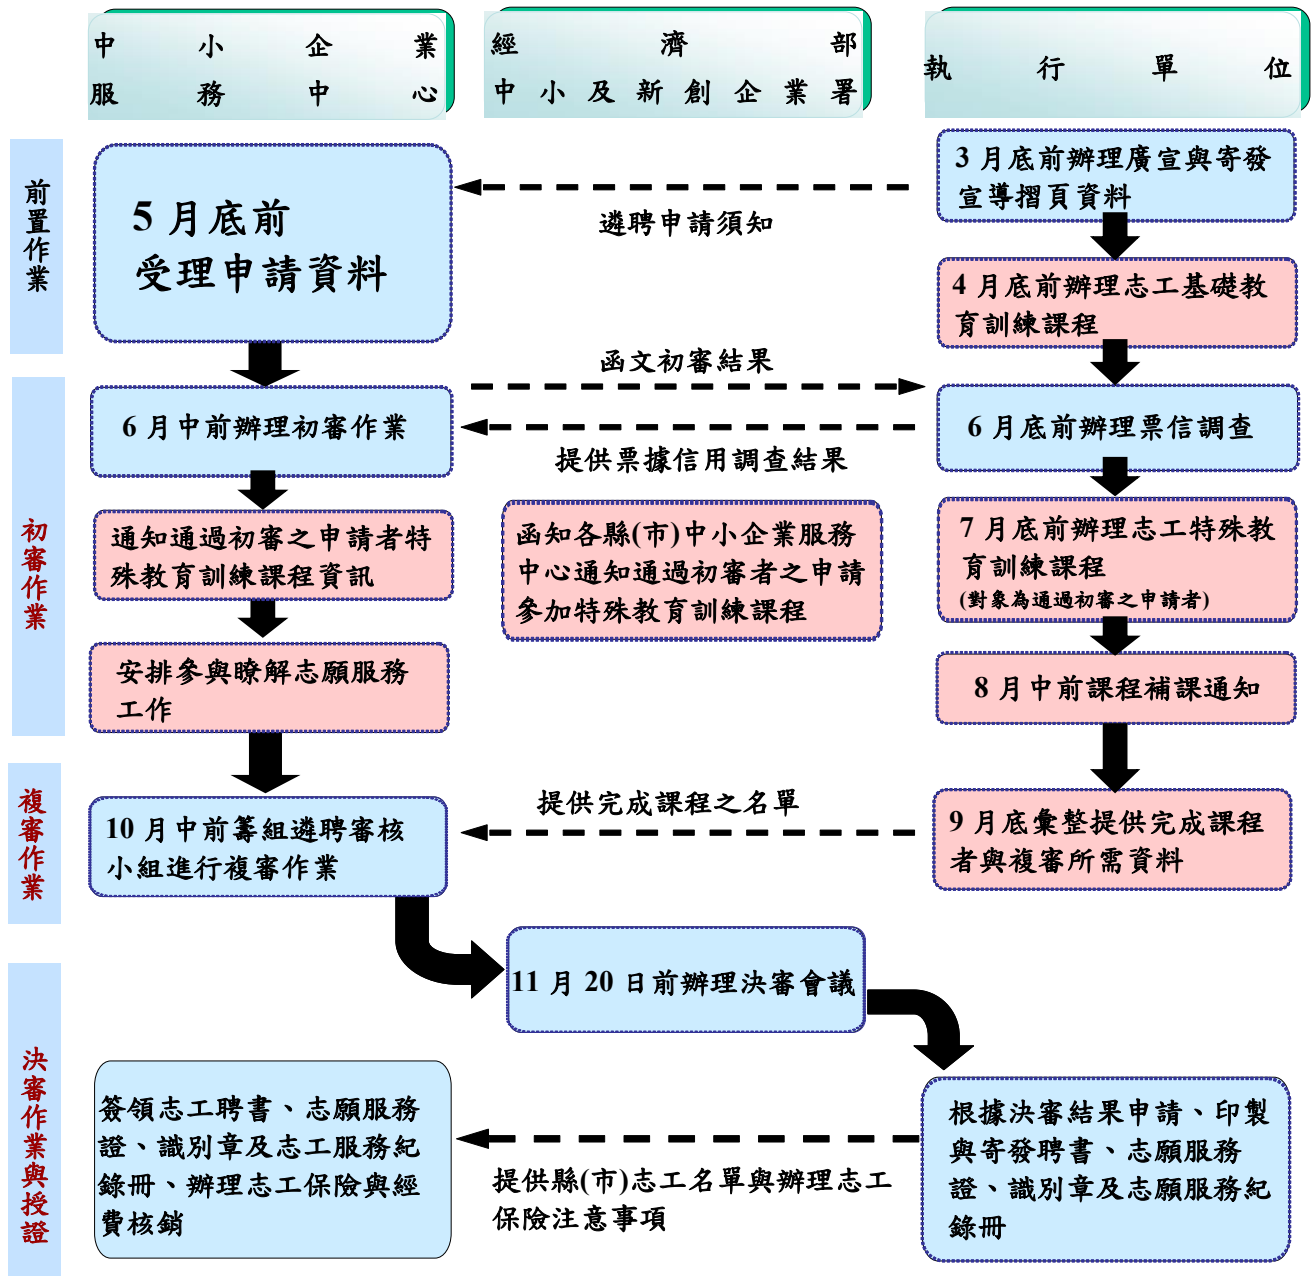 中小企業
服務中心
經濟部
中小及新創企業署
執行單位
前置作業
5月底前
受理申請資料
遴聘申請須知
3月底前辦理廣宣與寄發
宣導摺頁資料
4月底前辦理志工基礎教
育訓練課程
初審作業
函文初審結果
6月中前辦理初審作業
提供票據信用調查結果
6月底前辦理票信調查
通知通過初審之申請者特
殊教育訓練課程資訊
函知各縣(市)中小企業服務
中心通知通過初審者之申請
參加特殊教育訓練課程
7月底前辦理志工特殊教
育訓練課程
(對象為通過初審之申請者)
安排參與瞭解志願服務
工作
8月中前課程補課通知
複審作業
10月中前籌組遴聘審核
小組進行複審作業
提供完成課程之名單
9月底彙整提供完成課程
者與複審所需資料
決審作業與授證
11月20日前辦理決審會議
簽領志工聘書、志願服務
證、識別章及志工服務紀
錄冊、辦理志工保險與經
費核銷
提供縣(市)志工名單與辦理志工
保險注意事項
根據決審結果申請、印製
與寄發聘書、志願服務
證、識別章及志願服務紀
錄冊